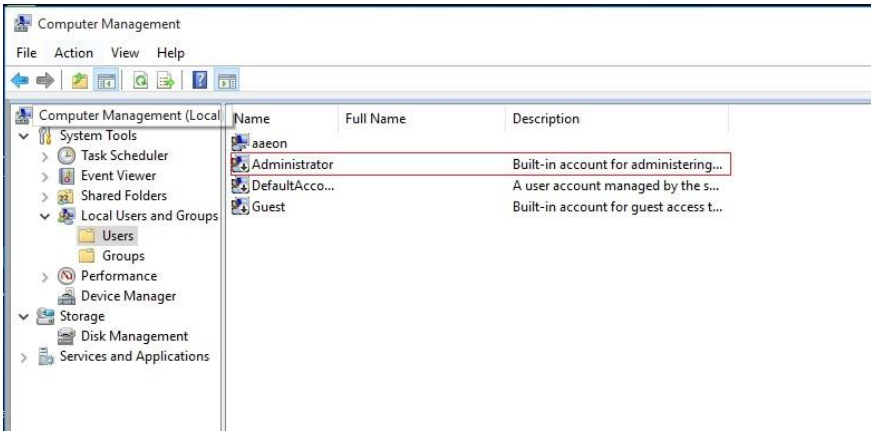 Computer Management
File Action View Help
Computer Management (Local
System Tools
Task Scheduler
Event Viewer
Shared Folders
Local Users and Groups
Users
Groups
Performance
Device Manager
Storage
Disk Management
Services and Applications
Name Full Name Description
aaeon
Administrator Built-in account for administering...
DefaultAcco... A user account managed by the s...
Guest Built-in account for guest access t...